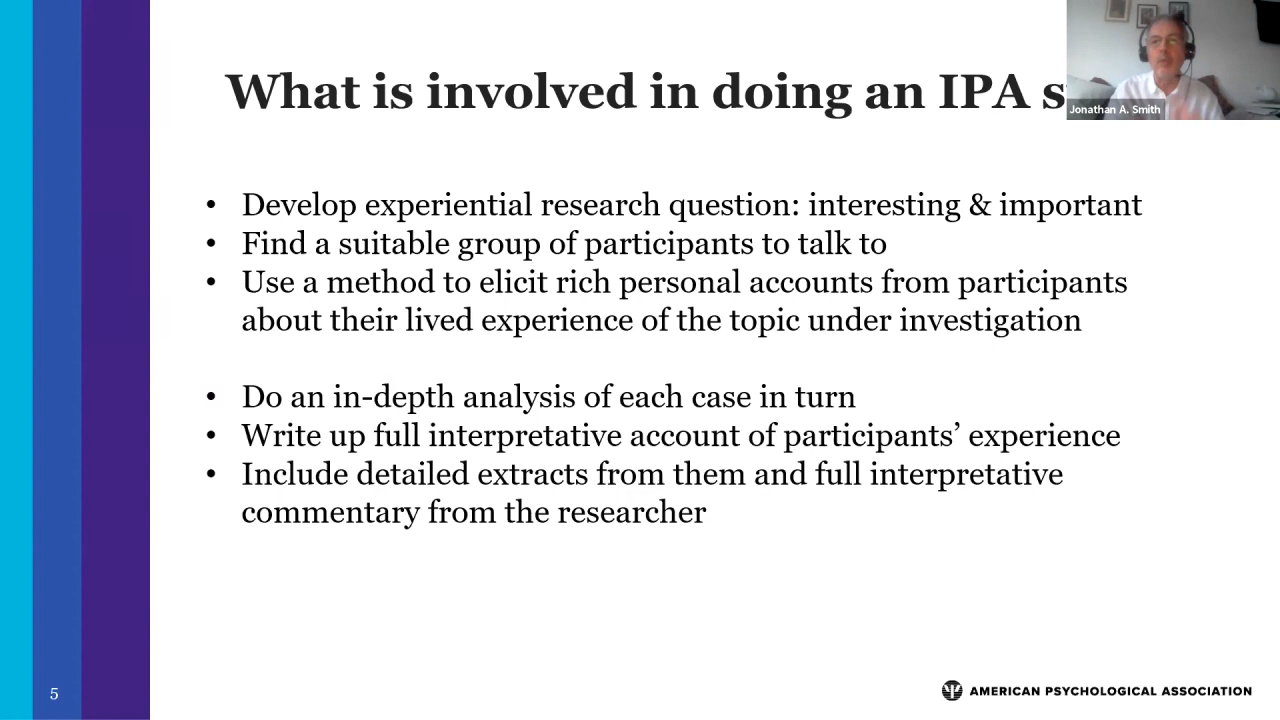 What is involved in doing an IPA
Jonathan A. Smith
• Develop experiential research question: interesting & important
• Find a suitable group of participants to talk to
• Use a method to elicit rich personal accounts from participants
about their lived experience of the topic under investigation
• Do an in-depth analysis of each case in turn
• Write up full interpretative account of participants’ experience
• Include detailed extracts from them and full interpretative
commentary from the researcher
5
AMERICAN PSYCHOLOGICAL ASSOCIATION